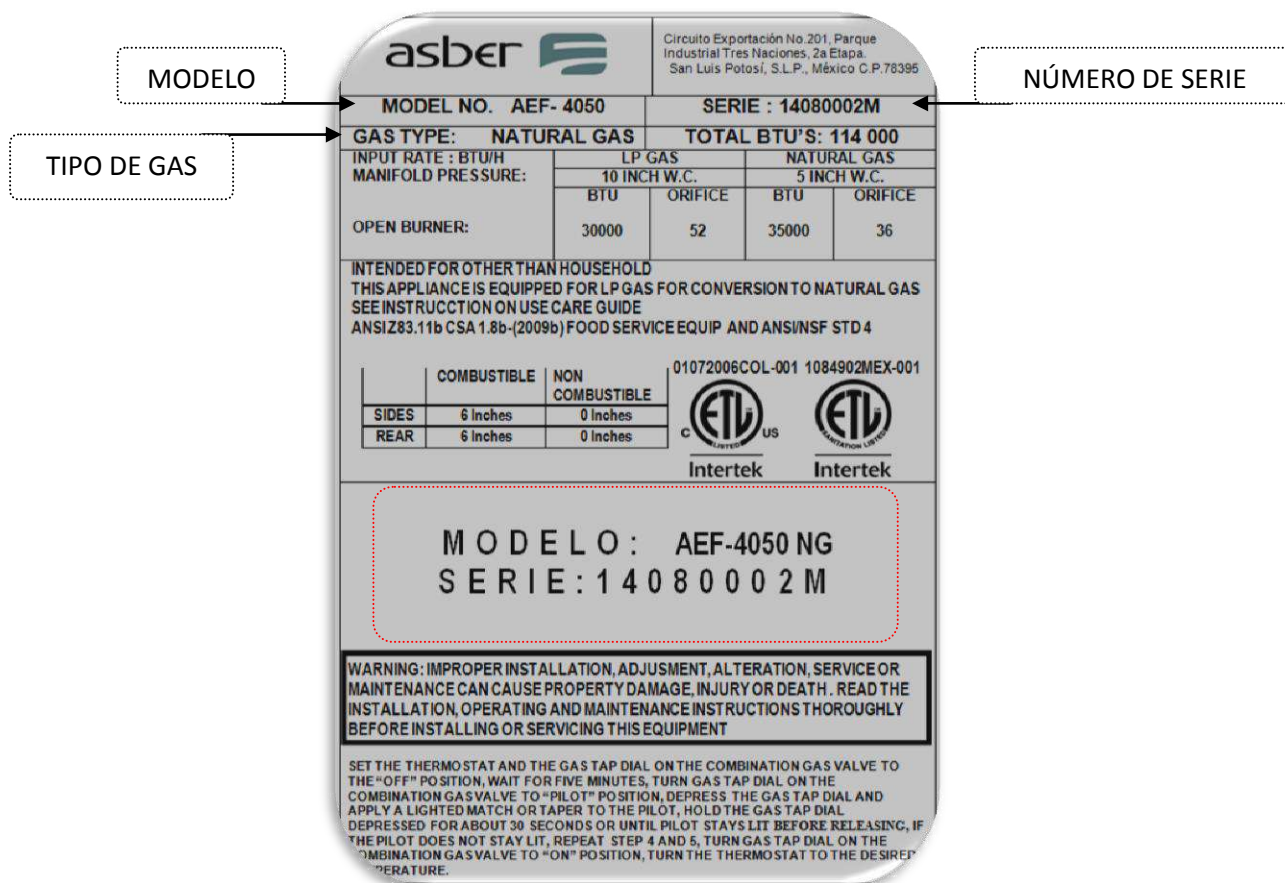 asber
Circuito Exportación No.201, Parque
Industrial Tres Naciones, 2a Etapa.
San Luis Potosí, S.L.P., México C.P.78395
MODELO
NÚMERO DE SERIE
MODEL NO. AEF- 4050 SERIE : 14080002M
TIPO DE GAS
GAS TYPE: NATURAL GAS TOTAL BTU'S: 114 000
INPUT RATE : BTU/H LP GAS NATURAL GAS
MANIFOLD PRESSURE: 10 INCH W.C. 5 INCH W.C.
BTU ORIFICE BTU ORIFICE
OPEN BURNER: 30000 52 35000 36
INTENDED FOR OTHER THAN HOUSEHOLD
THIS APPLIANCE IS EQUIPPED FOR LP GAS FOR CONVERSION TO NATURAL GAS
SEE INSTRUCCTION ON USE CARE GUIDE
ANSI Z83.11b CSA 1.8b-(2009b) FOOD SERVICE EQUIP AND ANSI/NSF STD 4
01072006COL-001 1084902MEX-001
COMBUSTIBLE NON
COMBUSTIBLE
SIDES 6 Inches 0 Inches
REAR 6 Inches 0 Inches
ETL
C US
LISTED
Intertek
ETL
SANITATION LISTED
Intertek
MODELO: AEF-4050 NG
SERIE:14080002M
WARNING: IMPROPER INSTALLATION, ADJUSMENT, ALTERATION, SERVICE OR
MAINTENANCE CAN CAUSE PROPERTY DAMAGE, INJURY OR DEATH . READ THE
INSTALLATION, OPERATING AND MAINTENANCE INSTRUCTIONS THOROUGHLY
BEFORE INSTALLING OR SERVICING THIS EQUIPMENT
SET THE THERMOSTAT AND THE GAS TAP DIAL ON THE COMBINATION GAS VALVE TO
THE "OFF" POSITION, WAIT FOR FIVE MINUTES, TURN GAS TAP DIAL ON THE
COMBINATION GAS VALVE TO "PILOT" POSITION, DEPRESS THE GAS TAP DIAL AND
APPLY A LIGHTED MATCH OR TAPER TO THE PILOT, HOLD THE GAS TAP DIAL
DEPRESSED FOR ABOUT 30 SECONDS OR UNTIL PILOT STAYS LIT BEFORE RELEASING, IF
THE PILOT DOES NOT STAY LIT, REPEAT STEP 4 AND 5, TURN GAS TAP DIAL ON THE
OMBINATION GAS VALVE TO "ON" POSITION, TURN THE THERMOSTAT TO THE DESIRED
PERATURE.